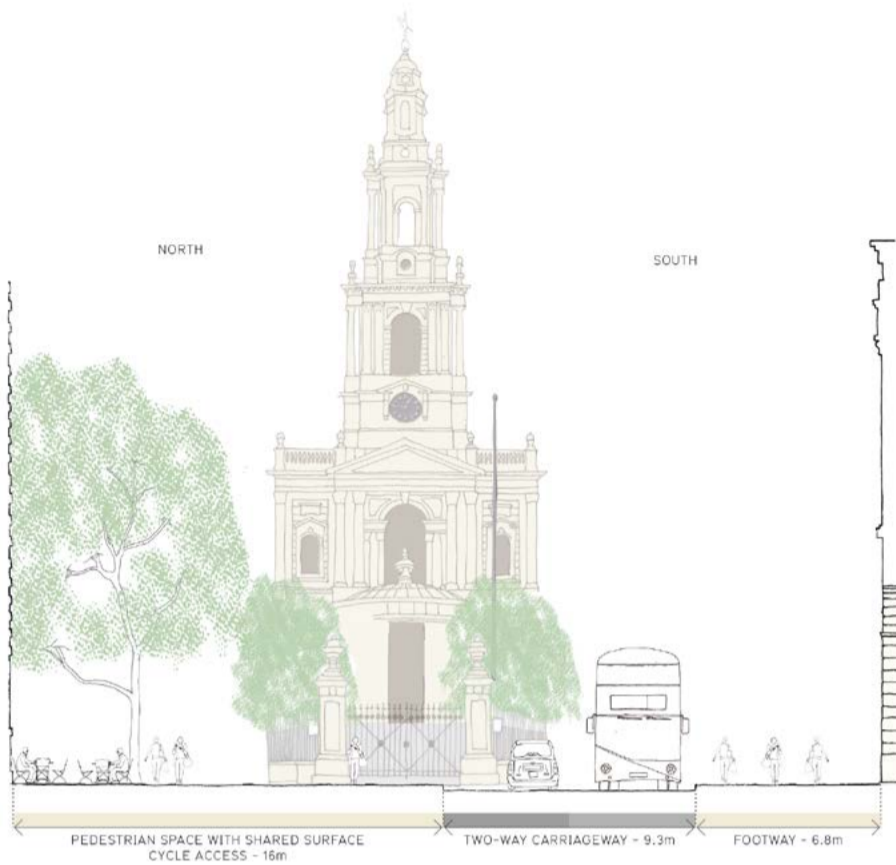 NORTH
SOUTH
PEDESTRIAN SPACE WITH SHARED SURFACE
CYCLE ACCESS - 16m
TWO-WAY CARRIAGEWAY - 9.3m
FOOTWAY - 6.8m